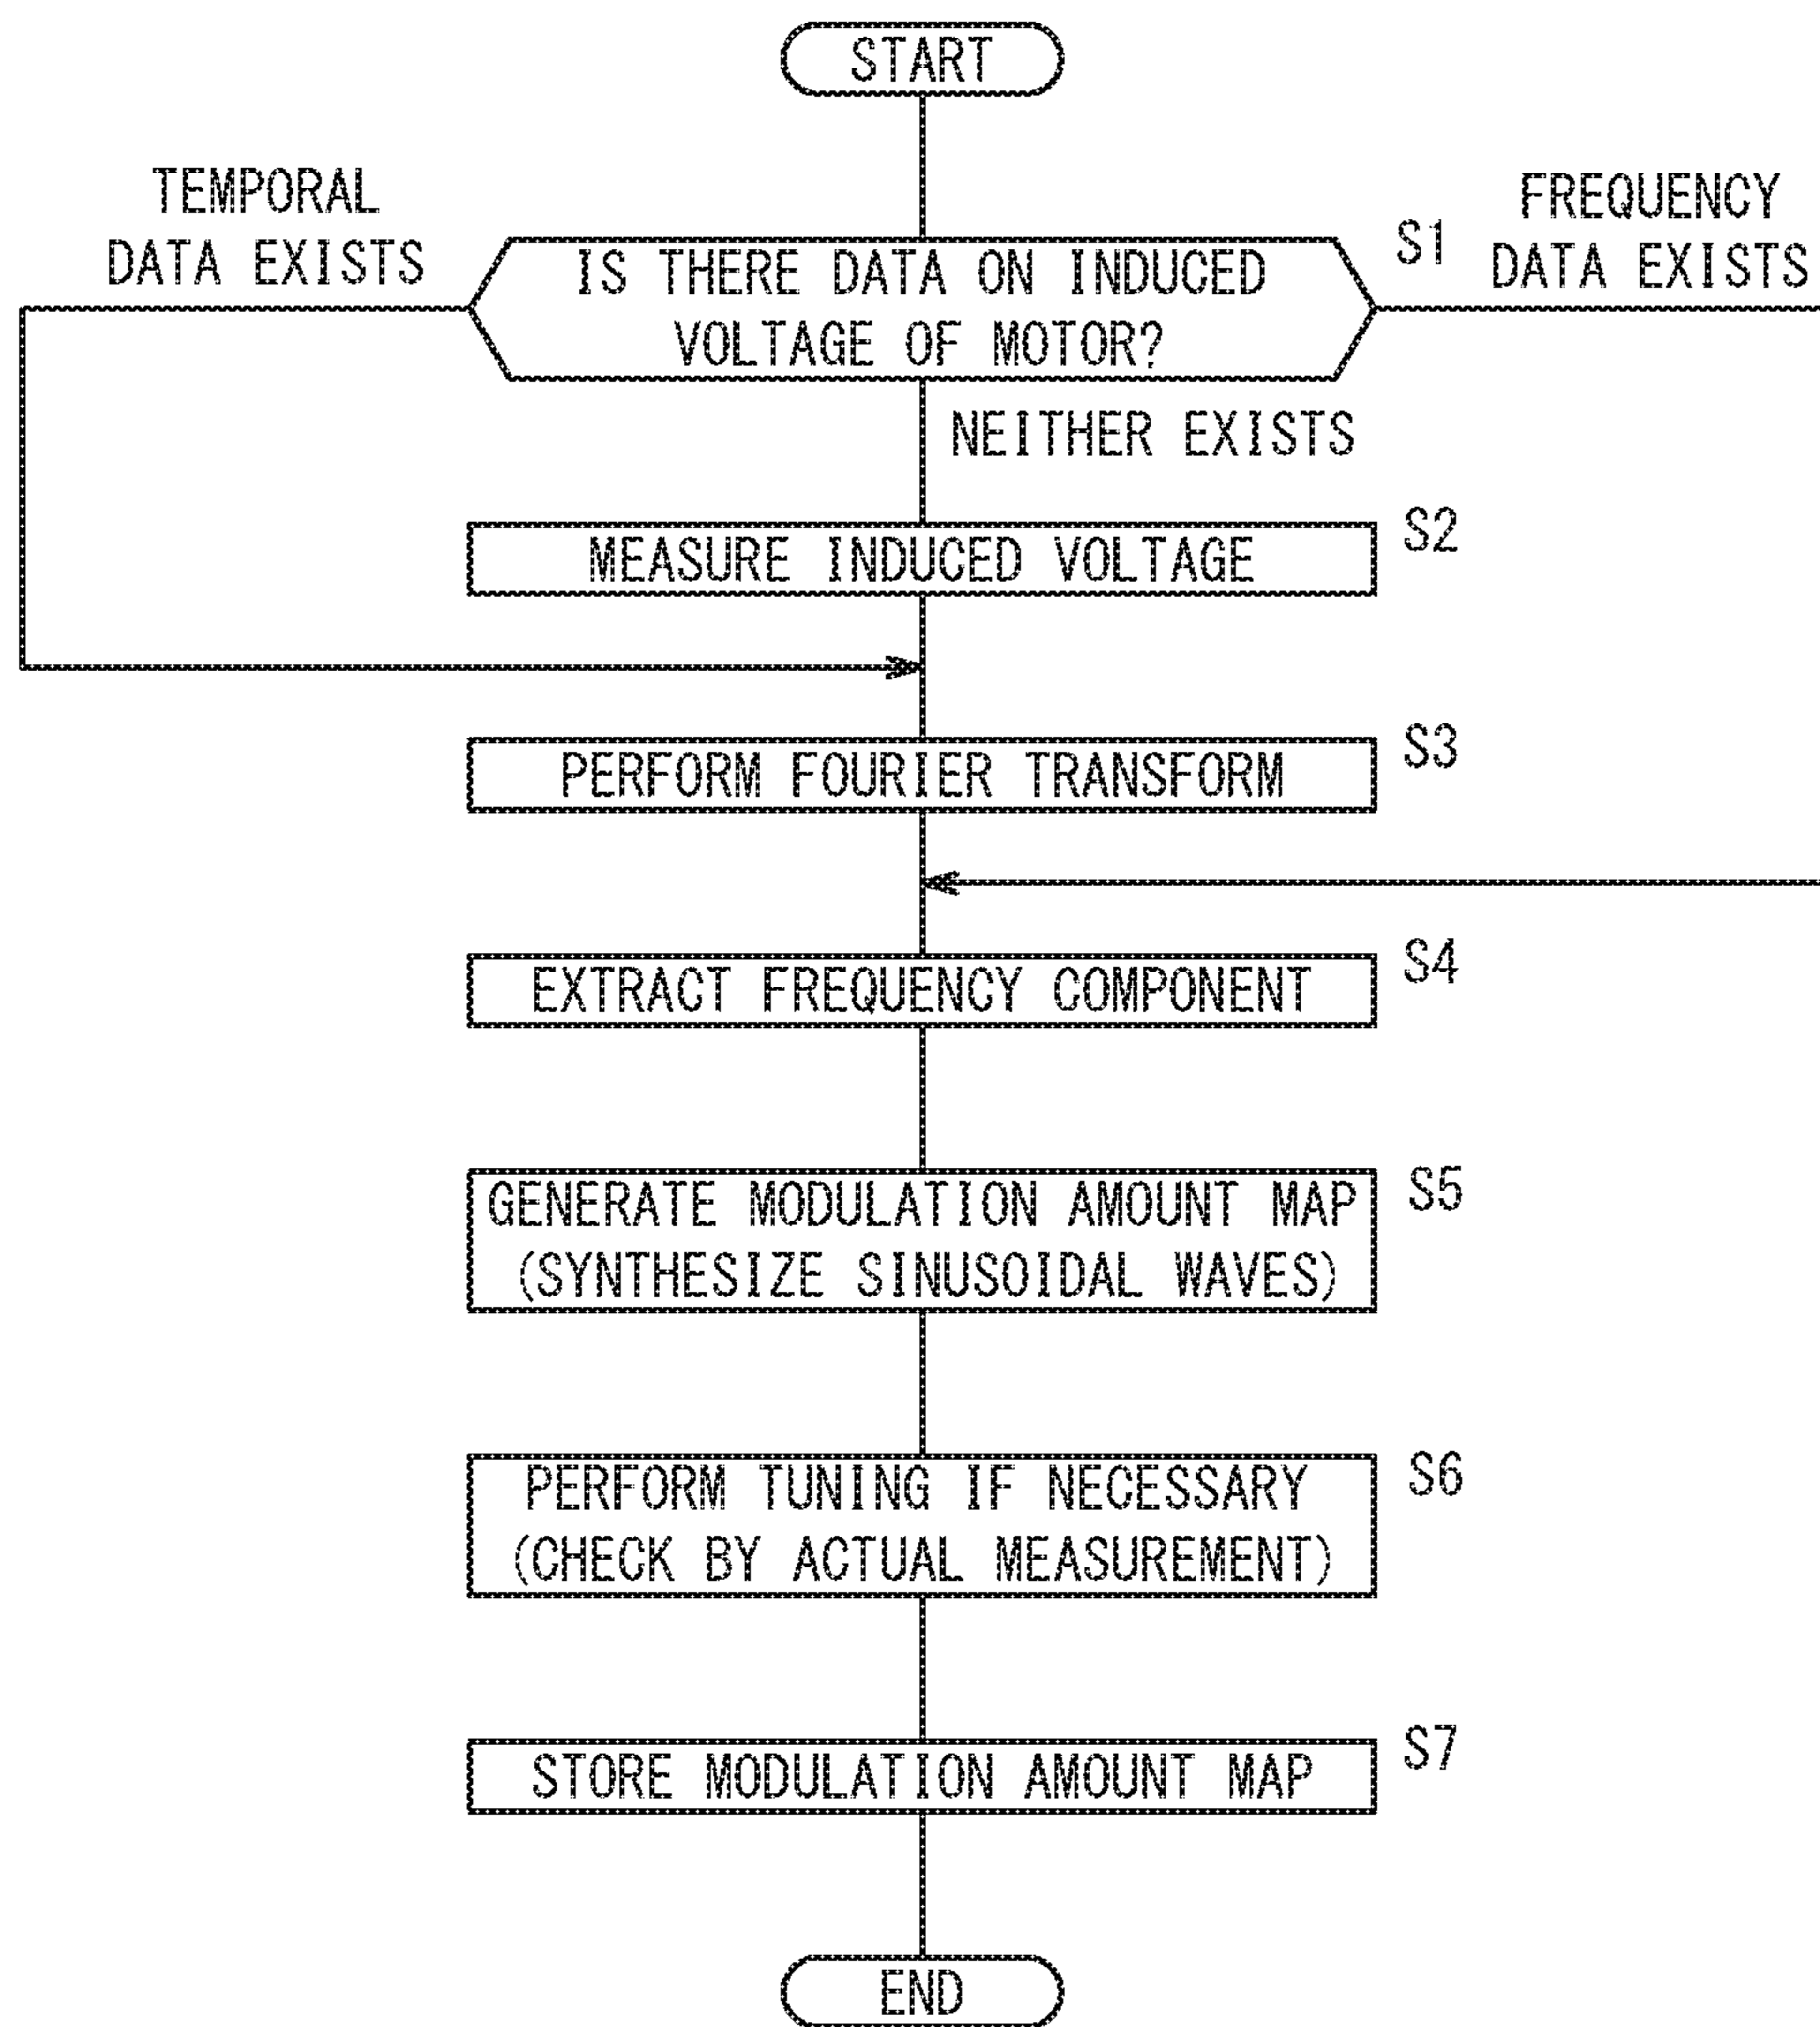 START
TEMPORAL
DATA EXISTS
IS THERE DATA ON INDUCED
VOLTAGE OF MOTOR?
S1
FREQUENCY
DATA EXISTS
NEITHER EXISTS
MEASURE INDUCED VOLTAGE
S2
PERFORM FOURIER TRANSFORM
S3
EXTRACT FREQUENCY COMPONENT
S4
GENERATE MODULATION AMOUNT MAP
(SYNTHESIZE SINUSOIDAL WAVES)
S5
PERFORM TUNING IF NECESSARY
(CHECK BY ACTUAL MEASUREMENT)
S6
STORE MODULATION AMOUNT MAP
S7
END